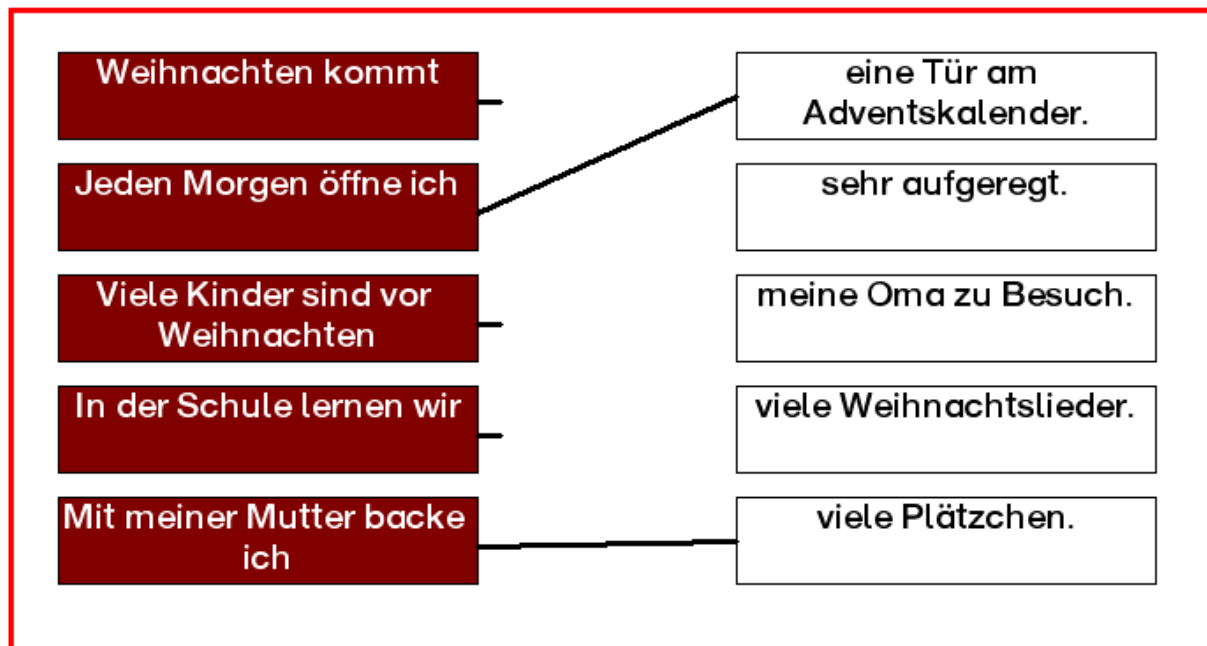 Weihnachten kommt
eine Tür am
Adventskalender.
Jeden Morgen öffne ich
sehr aufgeregt.
Viele Kinder sind vor
Weihnachten
meine Oma zu Besuch.
In der Schule lernen wir
viele Weihnachtslieder.
Mit meiner Mutter backe
ich
viele Plätzchen.